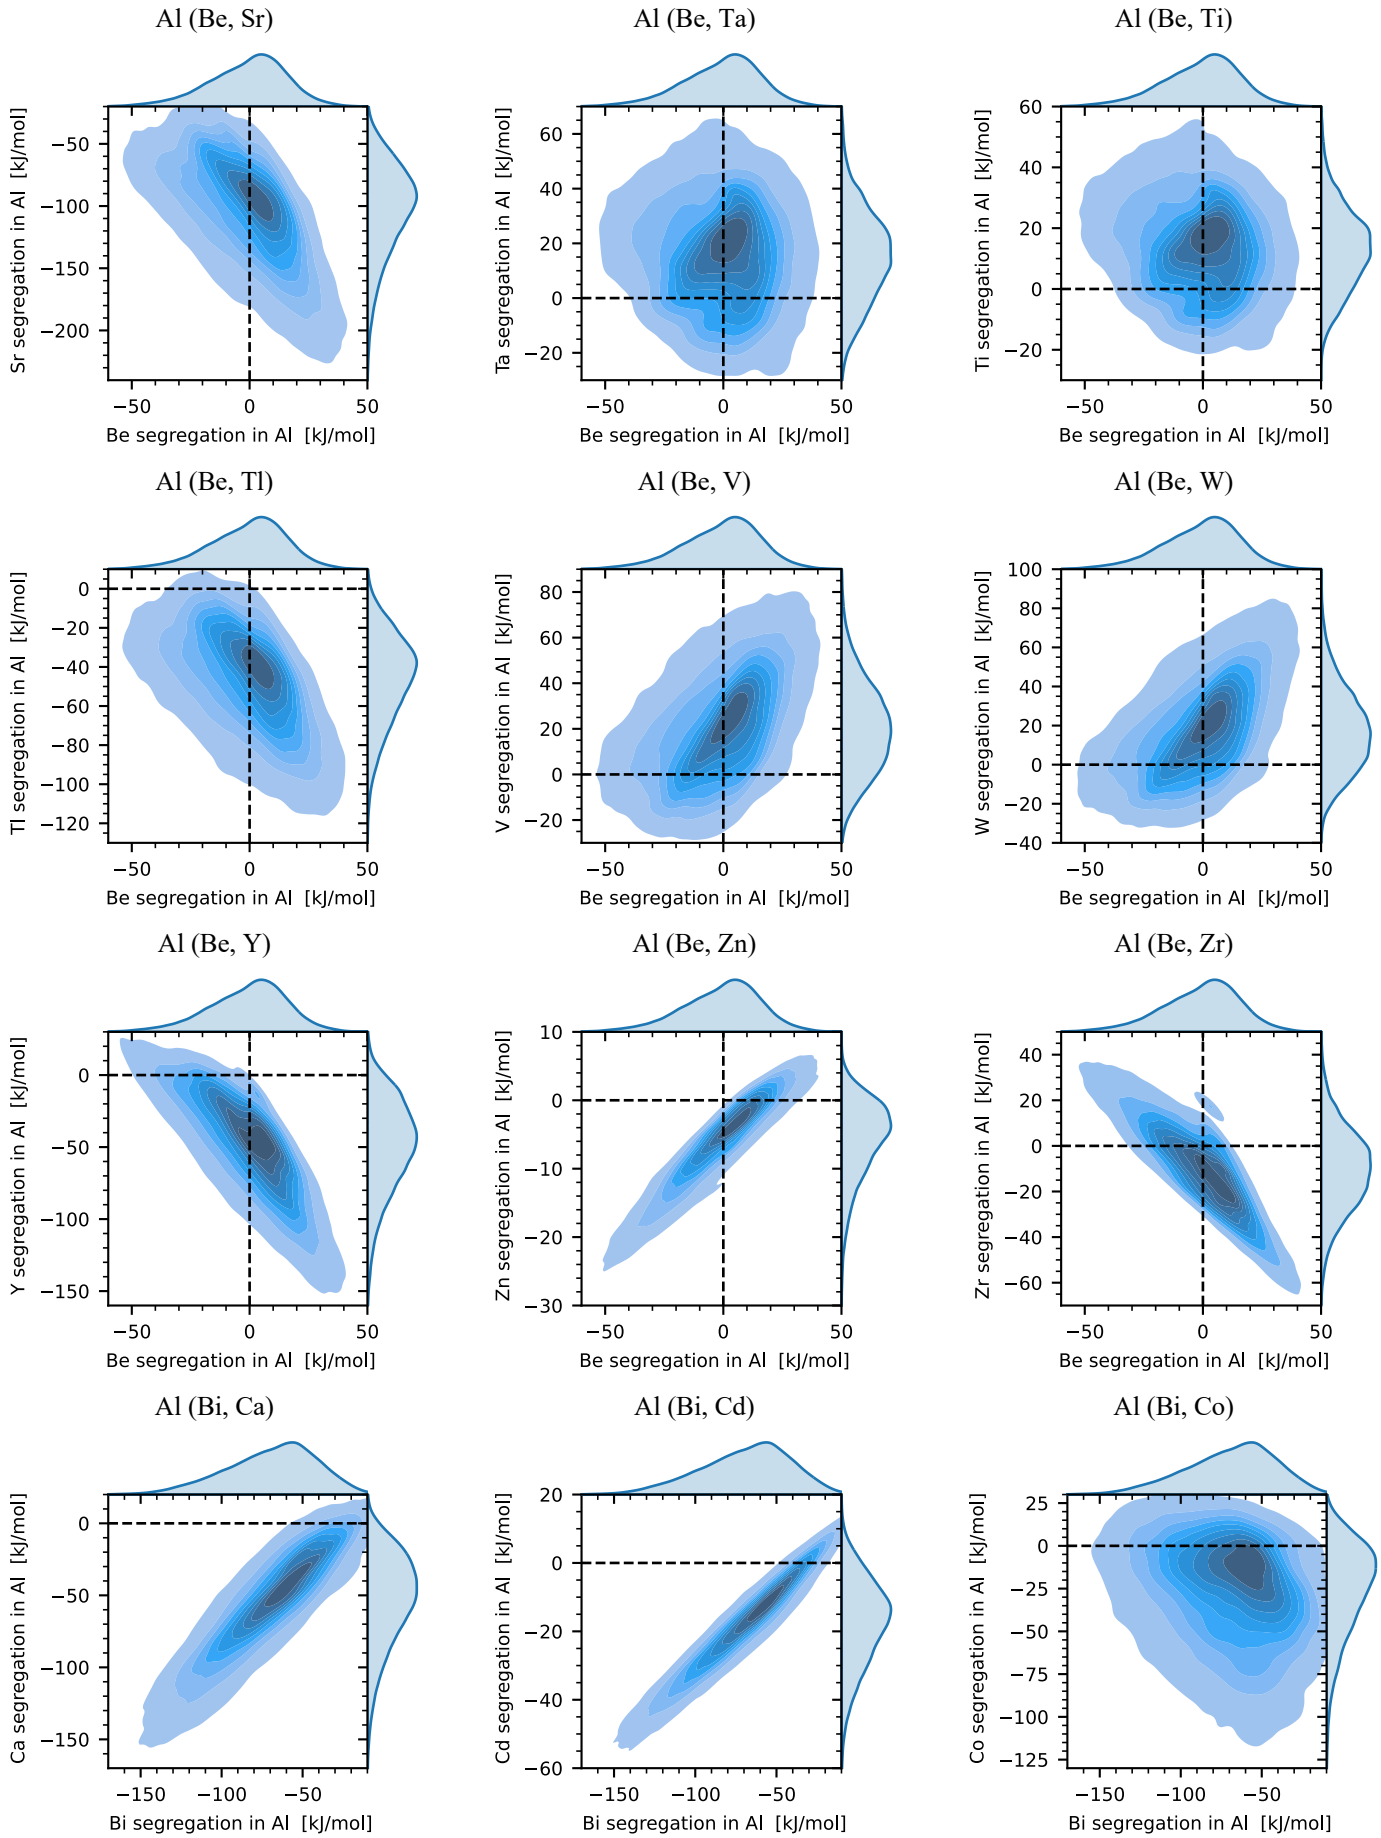 Al (Be, Sr)
Al (Be, Ta)
Al (Be, Ti)
Sr segregation in Al [kJ/mol]
−50
−100
−150
−200
−50 0 50
Be segregation in Al [kJ/mol]
Ta segregation in Al [kJ/mol]
60
40
20
0
−20
−50 0 50
Be segregation in Al [kJ/mol]
Ti segregation in Al [kJ/mol]
60
40
20
0
−20
−50 0 50
Be segregation in Al [kJ/mol]
Al (Be, Tl)
Al (Be, V)
Al (Be, W)
Tl segregation in Al [kJ/mol]
0
−20
−40
−60
−80
−100
−120
−50 0 50
Be segregation in Al [kJ/mol]
V segregation in Al [kJ/mol]
80
60
40
20
0
−20
−50 0 50
Be segregation in Al [kJ/mol]
W segregation in Al [kJ/mol]
100
80
60
40
20
0
−20
−40
−50 0 50
Be segregation in Al [kJ/mol]
Al (Be, Y)
Al (Be, Zn)
Al (Be, Zr)
Y segregation in Al [kJ/mol]
0
−50
−100
−150
−50 0 50
Be segregation in Al [kJ/mol]
Zn segregation in Al [kJ/mol]
10
0
−10
−20
−30
−50 0 50
Be segregation in Al [kJ/mol]
Zr segregation in Al [kJ/mol]
40
20
0
−20
−40
−60
−50 0 50
Be segregation in Al [kJ/mol]
Al (Bi, Ca)
Al (Bi, Cd)
Al (Bi, Co)
Ca segregation in Al [kJ/mol]
0
−50
−100
−150
−150 −100 −50
Bi segregation in Al [kJ/mol]
Cd segregation in Al [kJ/mol]
20
0
−20
−40
−60
−150 −100 −50
Bi segregation in Al [kJ/mol]
Co segregation in Al [kJ/mol]
25
0
−25
−50
−75
−100
−125
−150 −100 −50
Bi segregation in Al [kJ/mol]